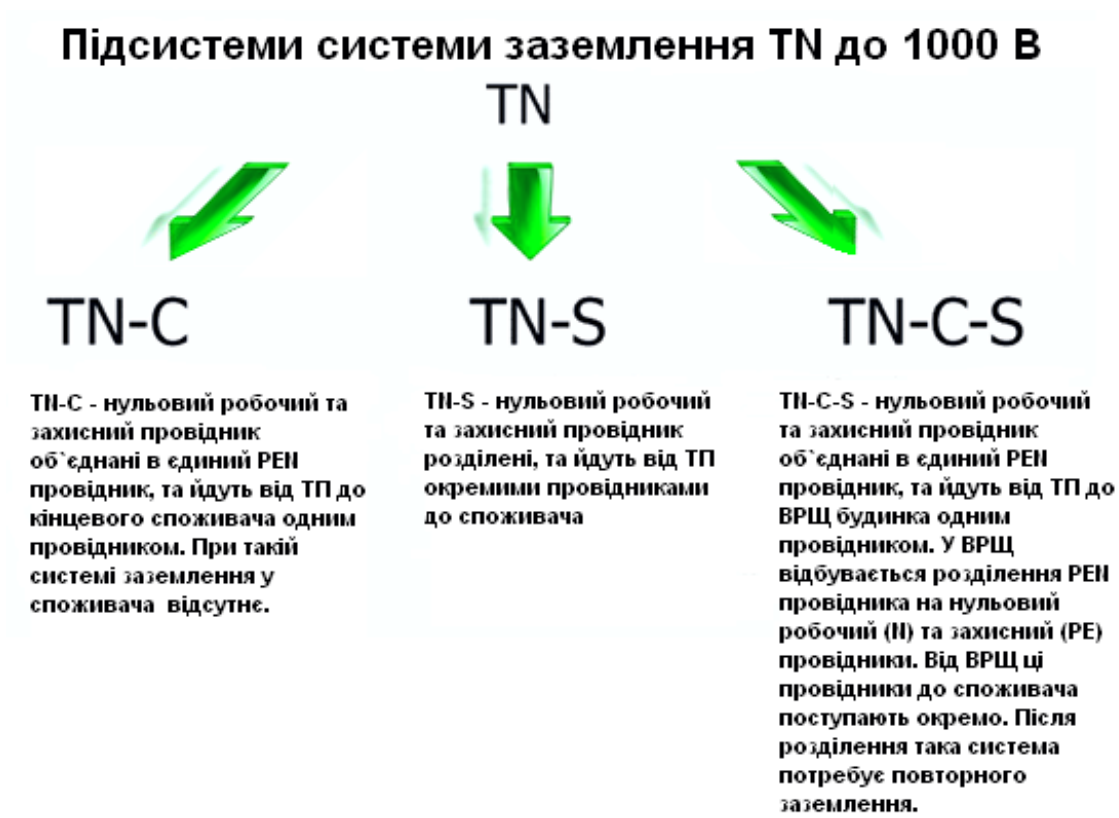 Підсистеми системи заземлення TN до 1000 В
TN
TN-C
TN-S
TN-C-S
TN-C - нульовий робочий та
захисний провідник
об`єднані в єдиний PEN
провідник, та йдуть від ТП до
кінцевого споживача одним
провідником. При такій
системі заземлення у
споживача відсутнє.
TN-S - нульовий робочий
та захисний провідник
розділені, та йдуть від ТП
окремими провідниками
до споживача
TN-C-S - нульовий робочий
та захисний провідник
об`єднані в єдиний PEN
провідник, та йдуть від ТП до
ВРЩ будинка одним
провідником. У ВРЩ
відбувається розділення PEN
провідника на нульовий
робочий (N) та захисний (PE)
провідники. Від ВРЩ ці
провідники до споживача
поступають окремо. Після
розділення така система
потребує повторного
заземлення.